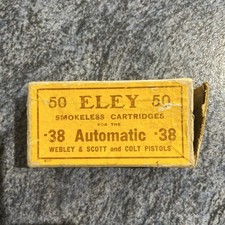 50 ELEY 50
SMOKELESS CARTRIDGES
FOR THE
·38 Automatic ·38
WEBLEY & SCOTT and COLT PISTOLS